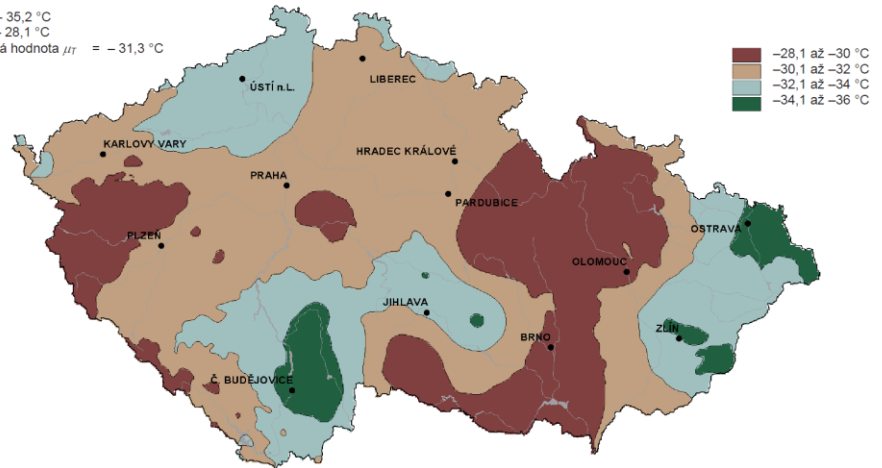 – 35,2 °C
– 28,1 °C
á hodnota μT = – 31,3 °C
–28,1 až –30 °C
–30,1 až –32 °C
–32,1 až –34 °C
–34,1 až –36 °C
LIBEREC
ÚSTÍ n.L.
KARLOVY VARY
HRADEC KRÁLOVÉ
PRAHA
PARDUBICE
OSTRAVA
PLZEŇ
OLOMOUC
JIHLAVA
BRNO
ZLÍN
Č. BUDĚJOVICE